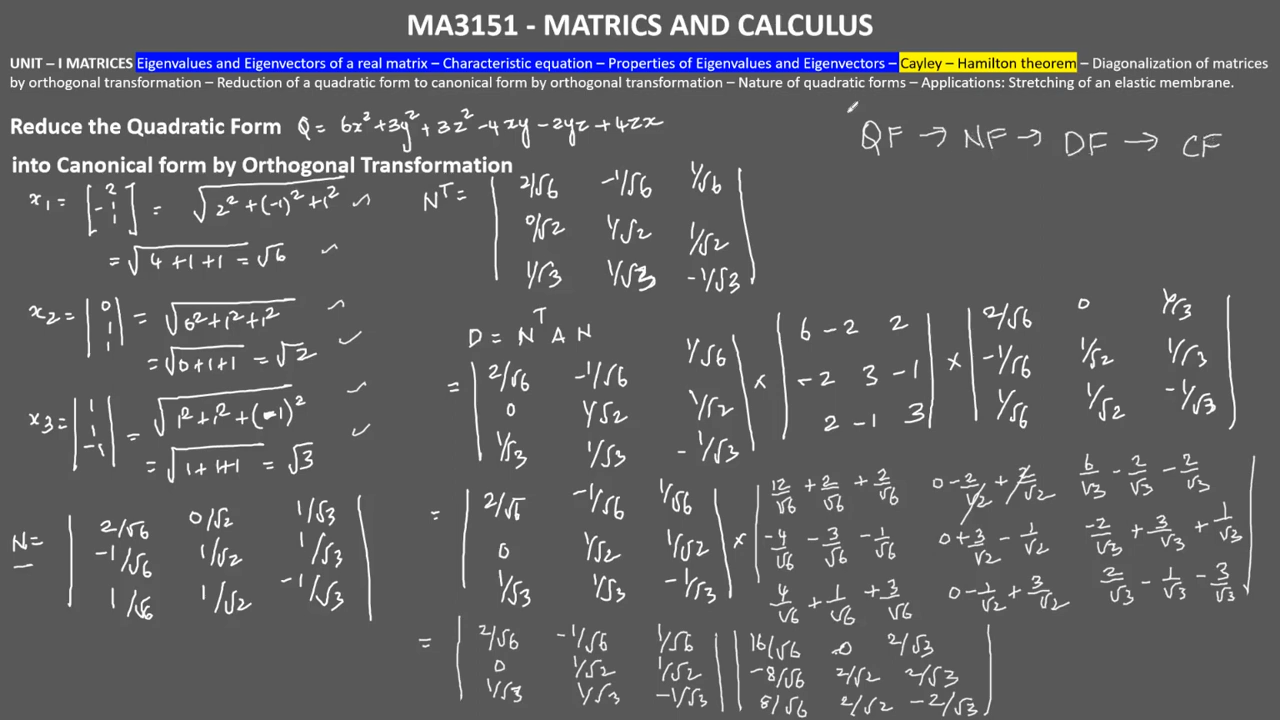 MA3151 - MATRICS AND CALCULUS
UNIT – I MATRICES Eigenvalues and Eigenvectors of a real matrix – Characteristic equation – Properties of Eigenvalues and Eigenvectors – Cayley – Hamilton theorem – Diagonalization of matrices
by orthogonal transformation – Reduction of a quadratic form to canonical form by orthogonal transformation – Nature of quadratic forms – Applications: Stretching of an elastic membrane.
Reduce the Quadratic Form Q = 6x² + 3y² + 3z² - 4xy - 2yz + 4zx
into Canonical form by Orthogonal Transformation
QF → NF → DF → CF
x₁ = [2 -1 1] = √(2² + (-1)² + 1²)
= √(4+1+1) = √6
x₂ = |0 1 1| = √(0² + 1² + 1²)
= √(0+1+1) = √2
x₃ = |1 1 -1| = √(1² + 1² + (-1)²)
= √(1+1+1) = √3
N = | 2/√6 0/√2 1/√3
-1/√6 1/√2 1/√3
1/√6 1/√2 -1/√3 |
Nᵀ = | 2/√6 -1/√6 1/√6
0/√2 1/√2 1/√2
1/√3 1/√3 -1/√3 |
D = Nᵀ A N
= | 2/√6 -1/√6 1/√6 | × | 6 -2 2 | × | 2/√6 0 1/√3 |
| 0 1/√2 1/√2 | | -2 3 -1 | | -1/√6 1/√2 1/√3 |
| 1/√3 1/√3 -1/√3 | | 2 -1 3 | | 1/√6 1/√2 -1/√3 |
= | 2/√6 -1/√6 1/√6 | × | 12/√6 + 2/√6 + 2/√6 0 - 2/√2 + 2/√2 6/√3 - 2/√3 - 2/√3 |
| 0 1/√2 1/√2 | | -4/√6 - 3/√6 - 1/√6 0 + 3/√2 - 1/√2 -2/√3 + 3/√3 + 1/√3 |
| 1/√3 1/√3 -1/√3 | | 4/√6 + 1/√6 + 3/√6 0 - 1/√2 + 3/√2 2/√3 - 1/√3 - 3/√3 |
= | 2/√6 -1/√6 1/√6 | | 16/√6 0 2/√3 |
| 0 1/√2 1/√2 | | -8/√6 2/√2 2/√3 |
| 1/√3 1/√3 -1/√3 | | 8/√6 2/√2 -2/√3 |